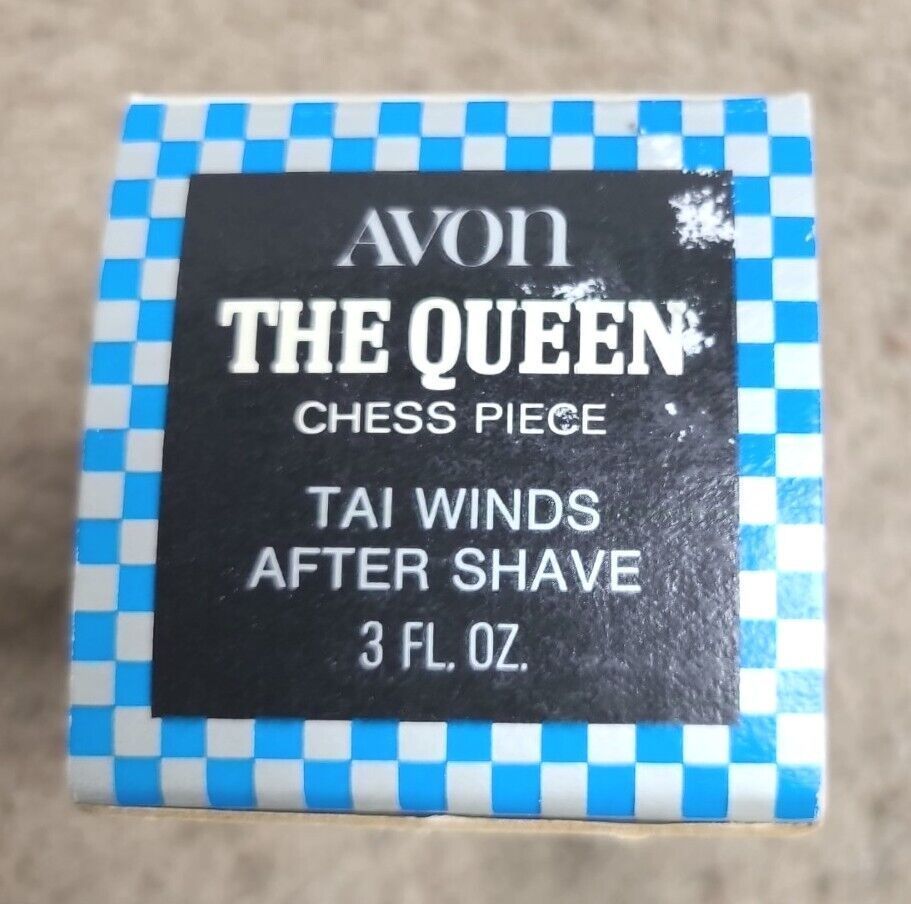 AVON
THE QUEEN
CHESS PIECE
TAI WINDS
AFTER SHAVE
3 FL. OZ.